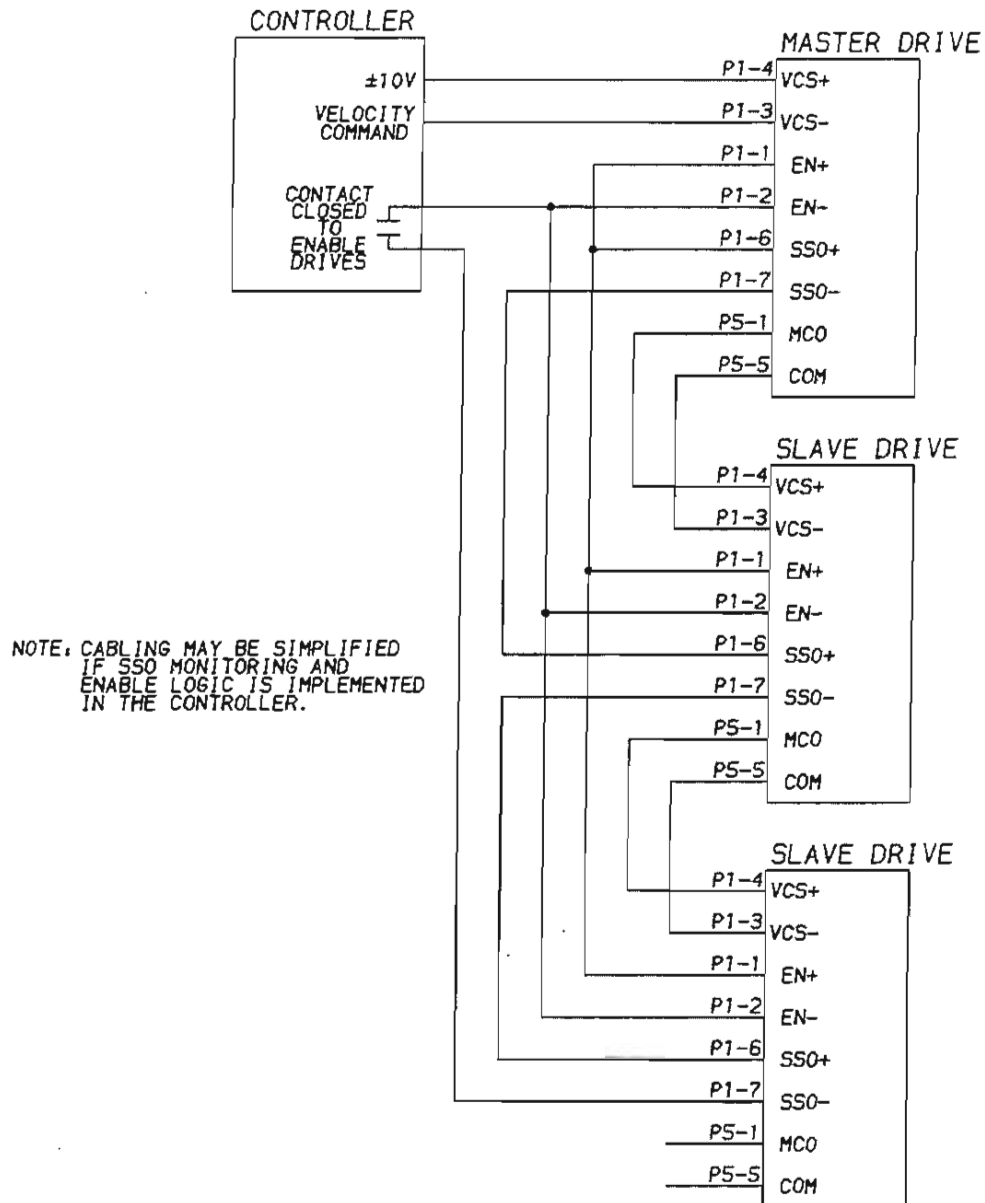 CONTROLLER
±10V
VELOCITY
COMMAND
CONTACT
CLOSED
TO
ENABLE
DRIVES
MASTER DRIVE
P1-4 VCS+
P1-3 VCS-
P1-1 EN+
P1-2 EN-
P1-6 SSO+
P1-7 SSO-
P5-1 MCO
P5-5 COM
SLAVE DRIVE
P1-4 VCS+
P1-3 VCS-
P1-1 EN+
P1-2 EN-
P1-6 SSO+
P1-7 SSO-
P5-1 MCO
P5-5 COM
NOTE: CABLING MAY BE SIMPLIFIED
IF SSO MONITORING AND
ENABLE LOGIC IS IMPLEMENTED
IN THE CONTROLLER.
SLAVE DRIVE
P1-4 VCS+
P1-3 VCS-
P1-1 EN+
P1-2 EN-
P1-6 SSO+
P1-7 SSO-
P5-1 MCO
P5-5 COM